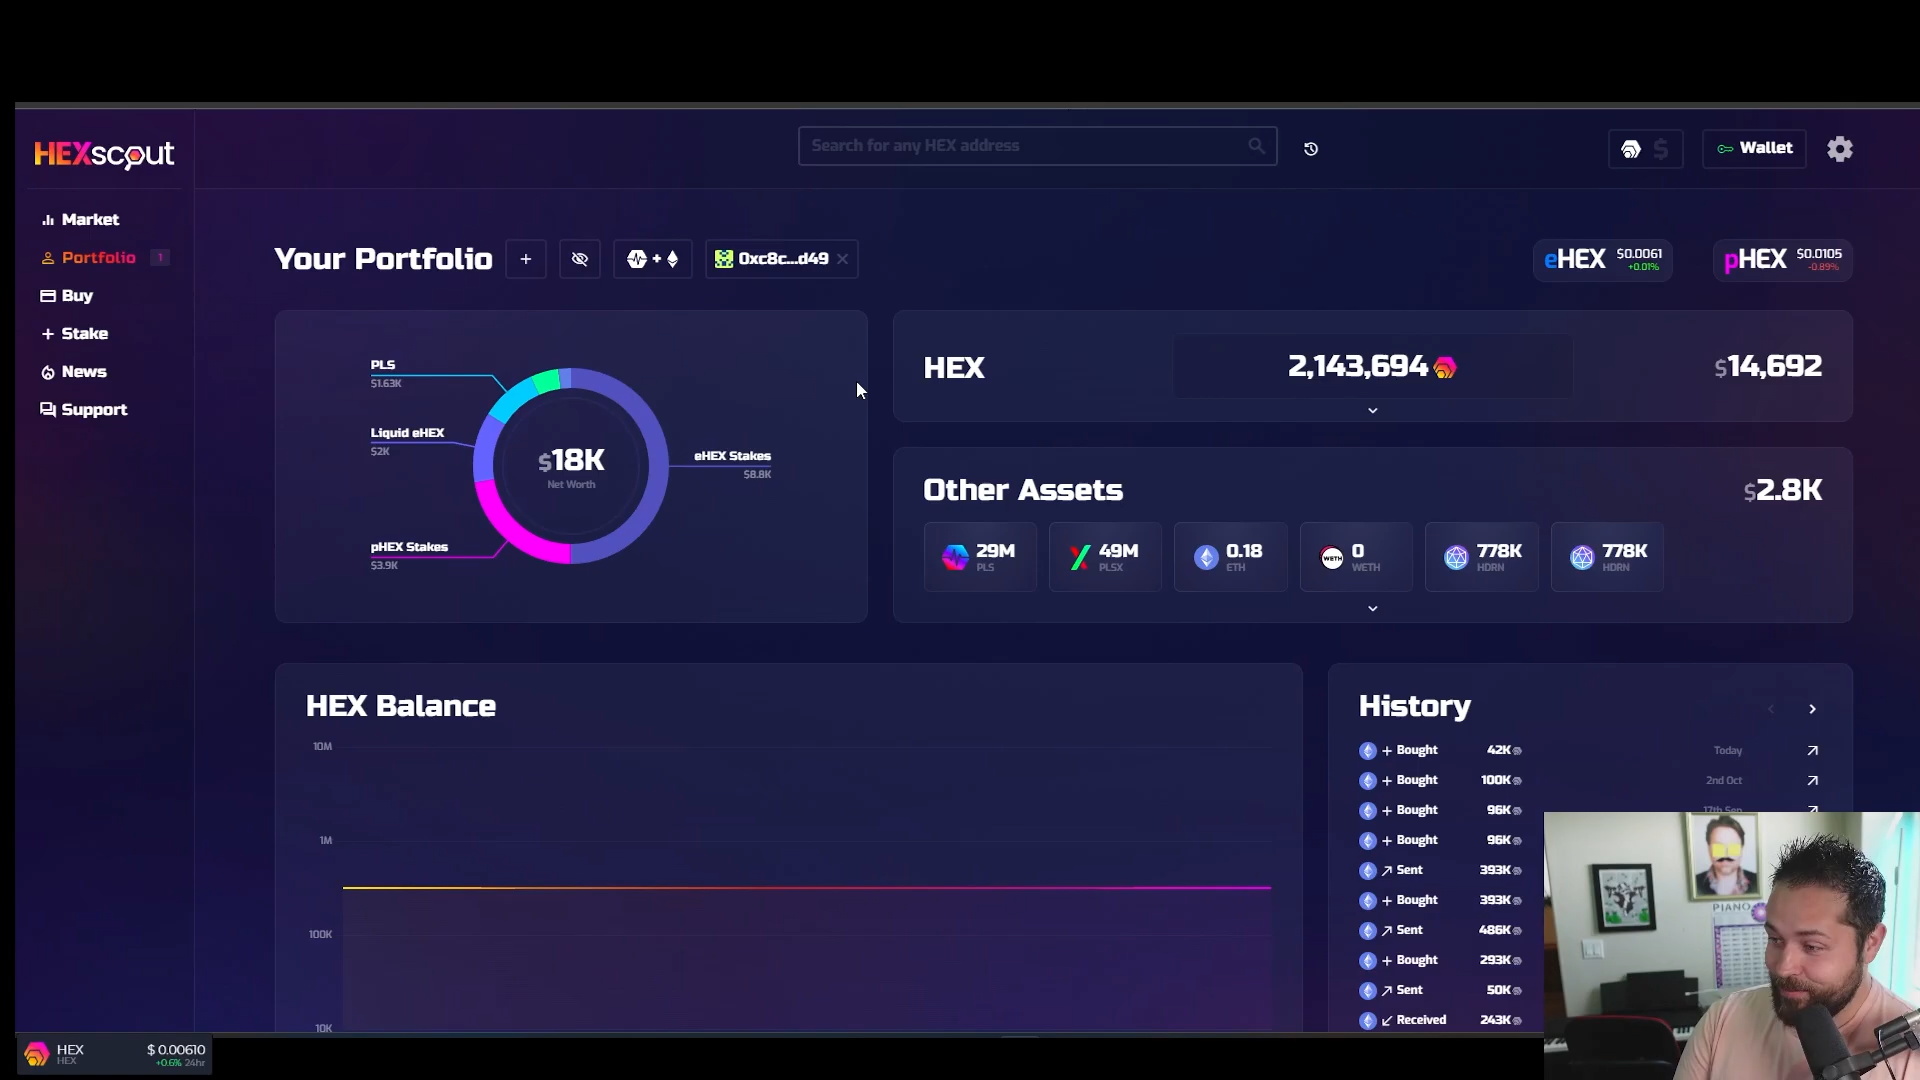 HEXscout
Search for any HEX address
$
Wallet
Market
Portfolio 1
Buy
Stake
News
Support
Your Portfolio
+
+
0xc8c...d49
eHEX $0.0061
+0.01%
pHEX $0.0105
-0.89%
PLS
$1.63K
Liquid eHEX
$2K
pHEX Stakes
$3.9K
$18K
Net Worth
eHEX Stakes
$8.8K
HEX
2,143,694
$14,692
Other Assets
$2.8K
29M
PLS
49M
PLSX
0.18
ETH
WETH
0
WETH
778K
HDRN
778K
HDRN
HEX Balance
10M
1M
100K
10K
History
+ Bought 42K Today
+ Bought 100K 2nd Oct
+ Bought 96K 17th Sep
+ Bought 96K
Sent 393K
+ Bought 393K
Sent 486K
+ Bought 293K
Sent 50K
Received 243K
PIANO
HEX $ 0.00610
HEX +0.6% 24hr